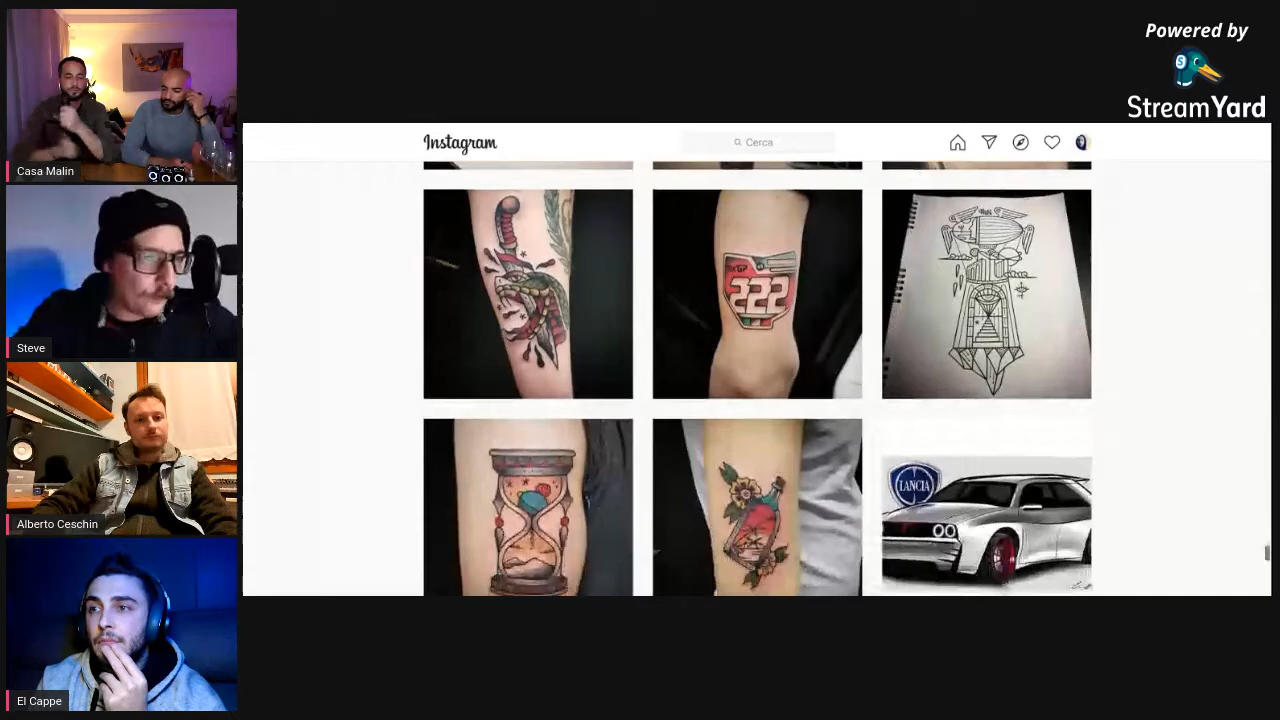 Powered by
StreamYard
Casa Malin
Steve
Alberto Ceschin
El Cappe
Instagram
Cerca
222
LANCIA